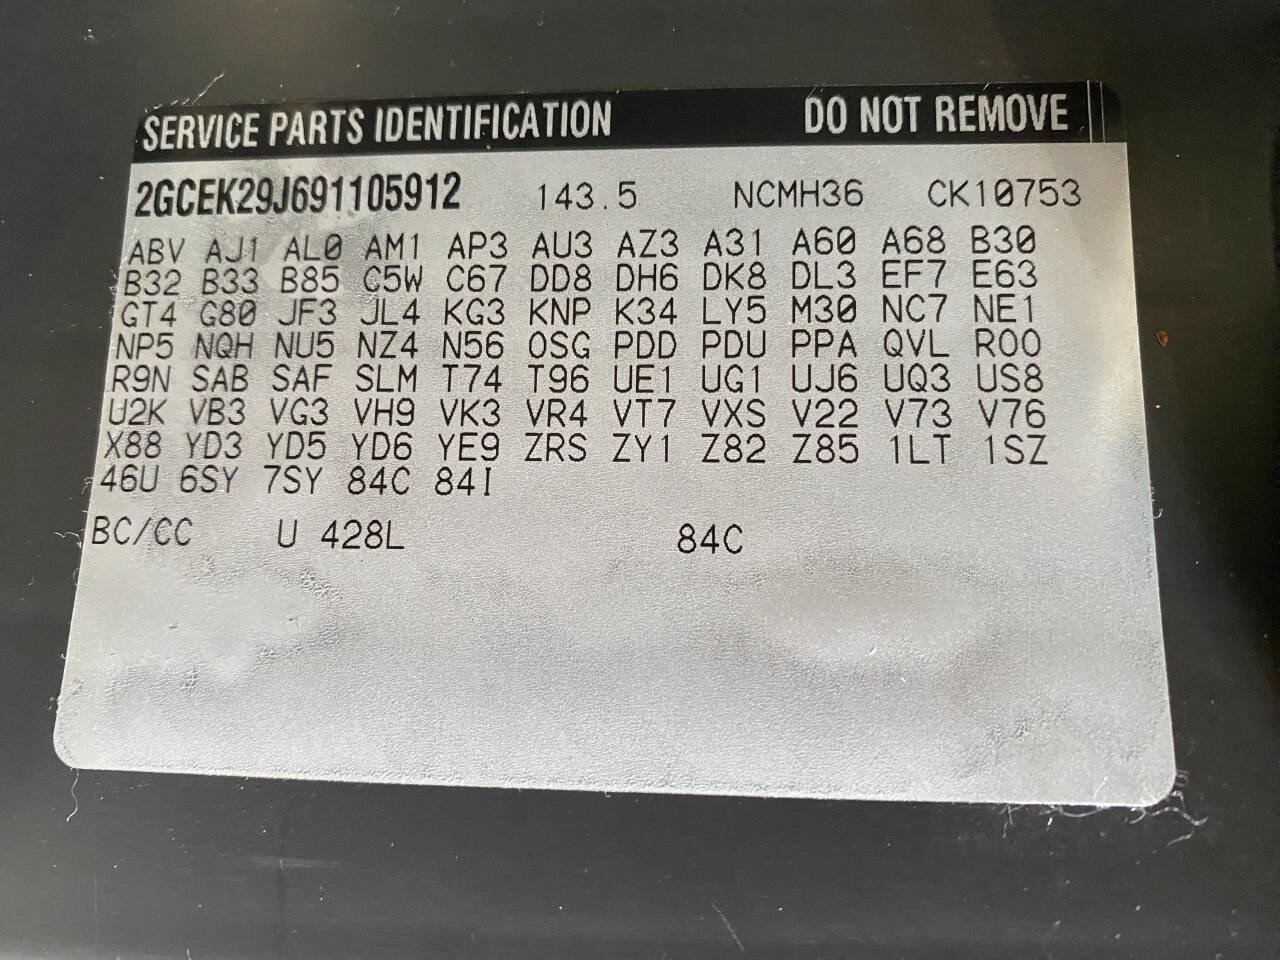 SERVICE PARTS IDENTIFICATION DO NOT REMOVE
2GCEK29J691105912 143.5 NCMH36 CK10753
ABV AJ1 AL0 AM1 AP3 AU3 AZ3 A31 A60 A68 B30
B32 B33 B85 C5W C67 DD8 DH6 DK8 DL3 EF7 E63
GT4 G80 JF3 JL4 KG3 KNP K34 LY5 M30 NC7 NE1
NP5 NQH NU5 NZ4 N56 OSG PDD PDU PPA QVL ROO
R9N SAB SAF SLM T74 T96 UE1 UG1 UJ6 UQ3 US8
U2K VB3 VG3 VH9 VK3 VR4 VT7 VXS V22 V73 V76
X88 YD3 YD5 YD6 YE9 ZRS ZY1 Z82 Z85 1LT 1SZ
46U 6SY 7SY 84C 84I
BC/CC U 428L 84C